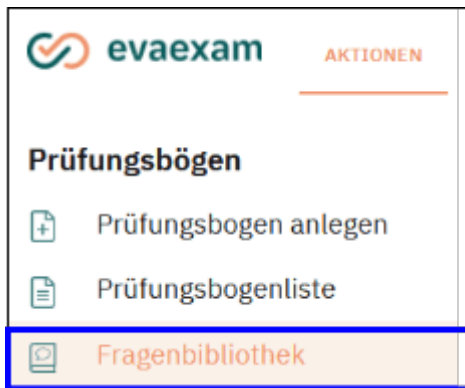 evaexam AKTIONEN
Prüfungsbögen
Prüfungsbogen anlegen
Prüfungsbogenliste
Fragenbibliothek